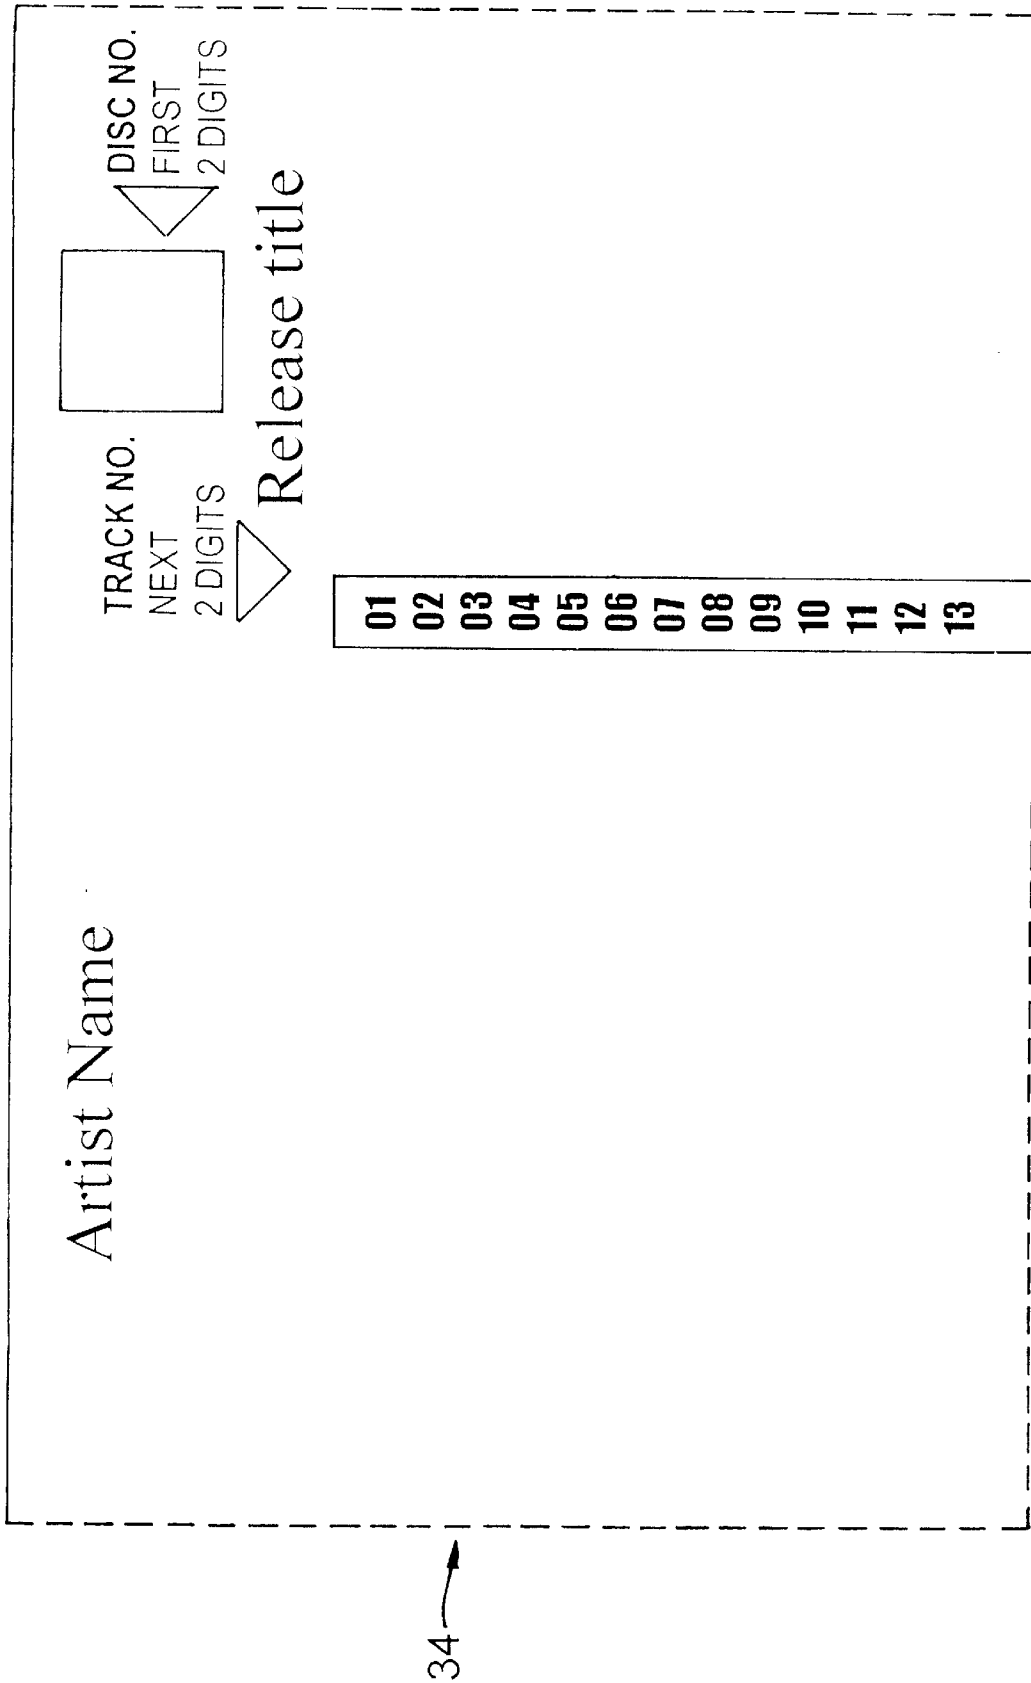 34
Artist Name
TRACK NO.
NEXT
2 DIGITS
DISC NO.
FIRST
2 DIGITS
Release title
01
02
03
04
05
06
07
08
09
10
11
12
13